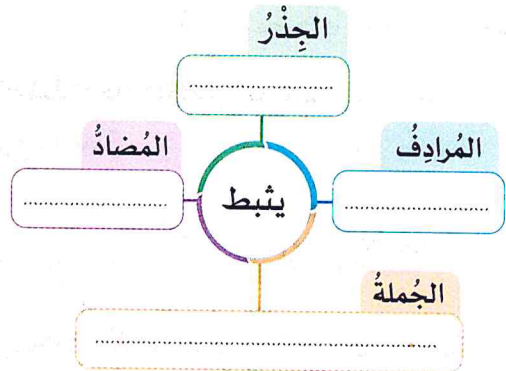 الجِذْرُ
المُرادِفُ
المُضادُّ
يثبط
الجُملةُ